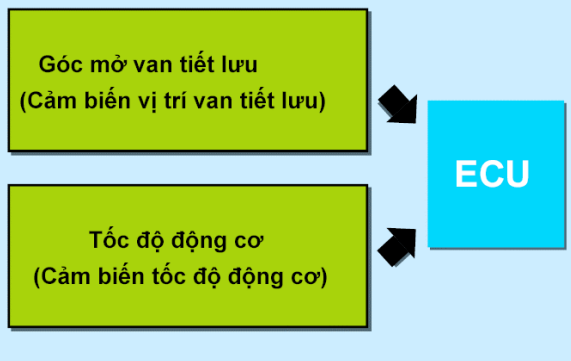 Góc mở van tiết lưu
(Cảm biến vị trí van tiết lưu)
ECU
Tốc độ động cơ
(Cảm biến tốc độ động cơ)